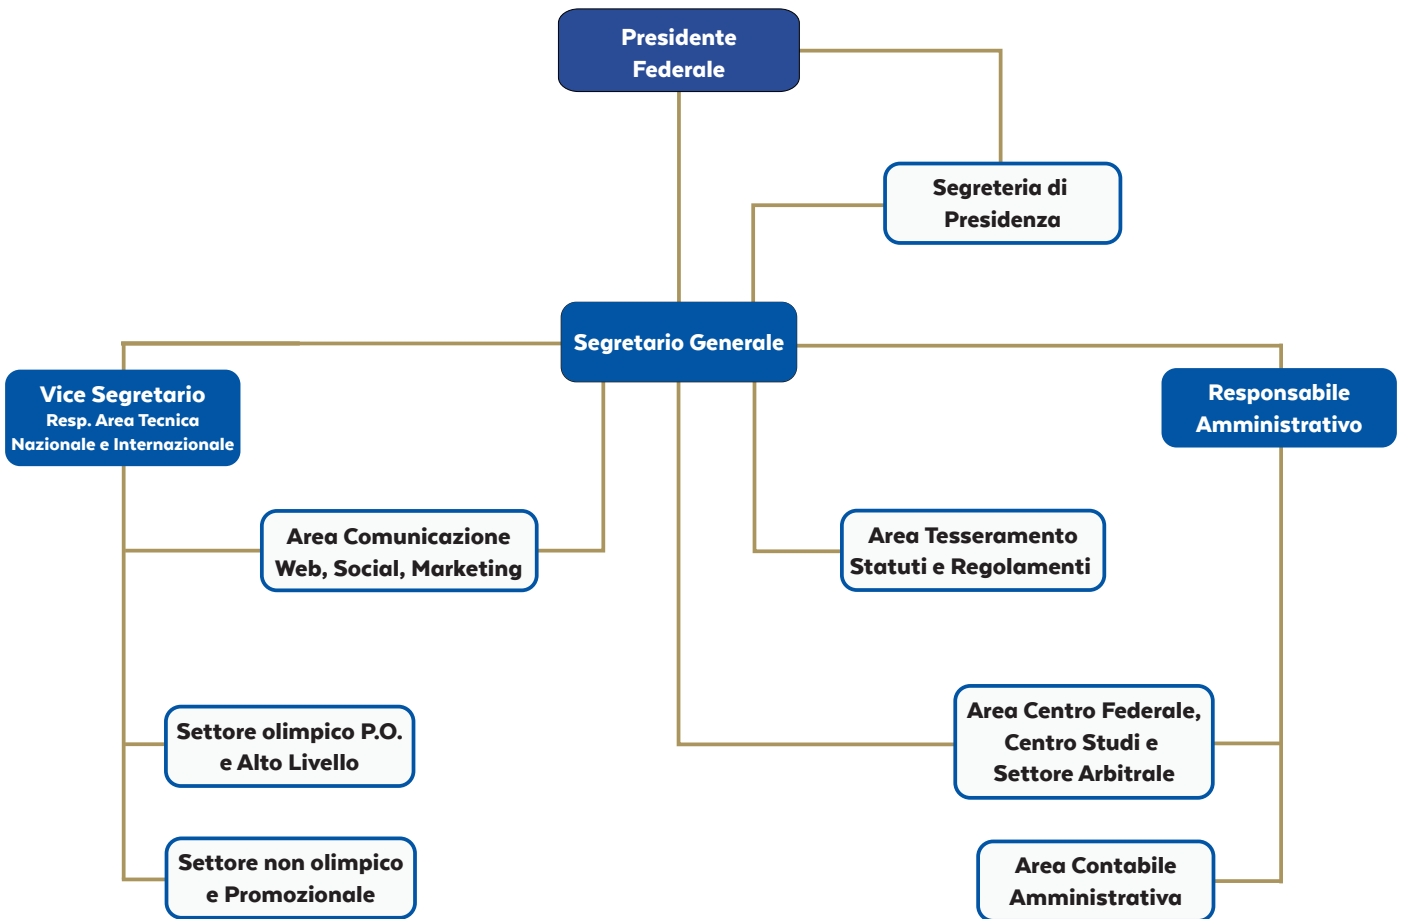 Presidente
Federale
Segreteria di
Presidenza
Segretario Generale
Vice Segretario
Resp. Area Tecnica
Nazionale e Internazionale
Responsabile
Amministrativo
Area Comunicazione
Web, Social, Marketing
Area Tesseramento
Statuti e Regolamenti
Settore olimpico P.O.
e Alto Livello
Area Centro Federale,
Centro Studi e
Settore Arbitrale
Settore non olimpico
e Promozionale
Area Contabile
Amministrativa